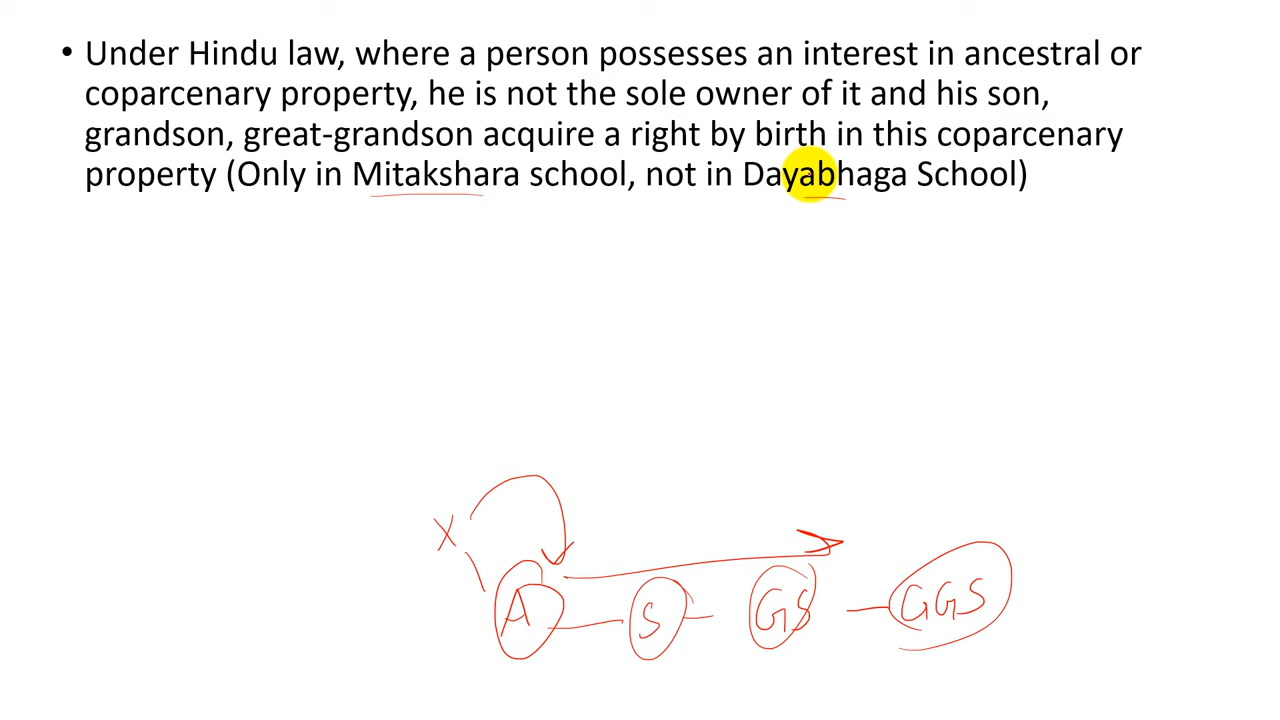 • Under Hindu law, where a person possesses an interest in ancestral or
coparcenary property, he is not the sole owner of it and his son,
grandson, great-grandson acquire a right by birth in this coparcenary
property (Only in Mitakshara school, not in Dayabhaga School)
X
A S GS GGS